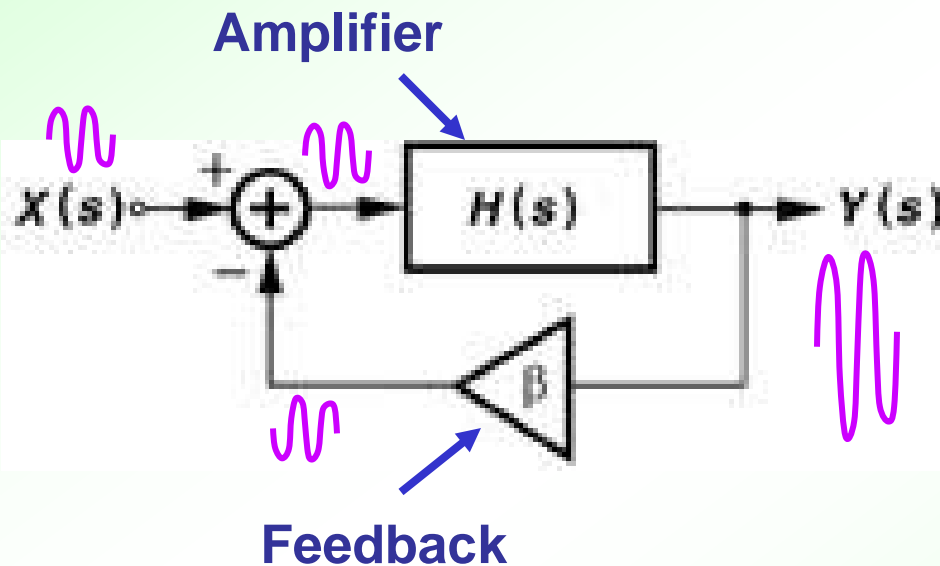 Amplifier
+
X(s) + H(s) Y(s)
−
β
Feedback